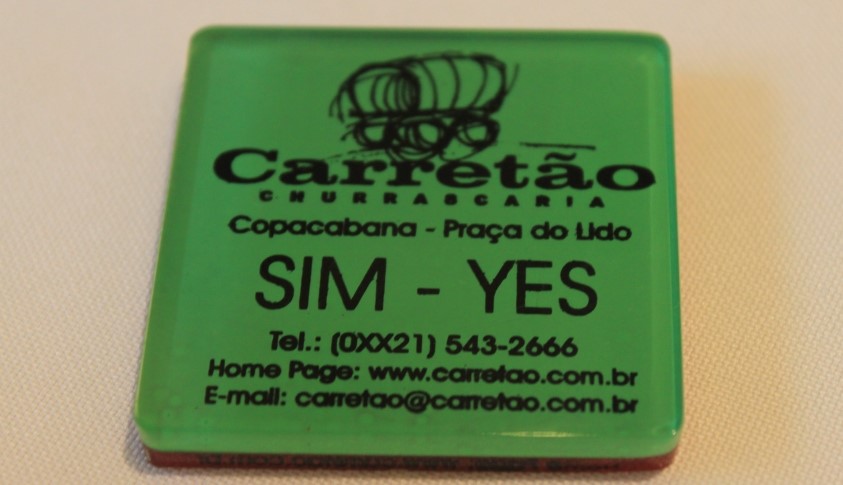 Carretão
CHURRASCARIA
Copacabana - Praça do Lido
SIM - YES
Tel.: (0XX21) 543-2666
Home Page: www.carretao.com.br
E-mail: carretao@carretao.com.br